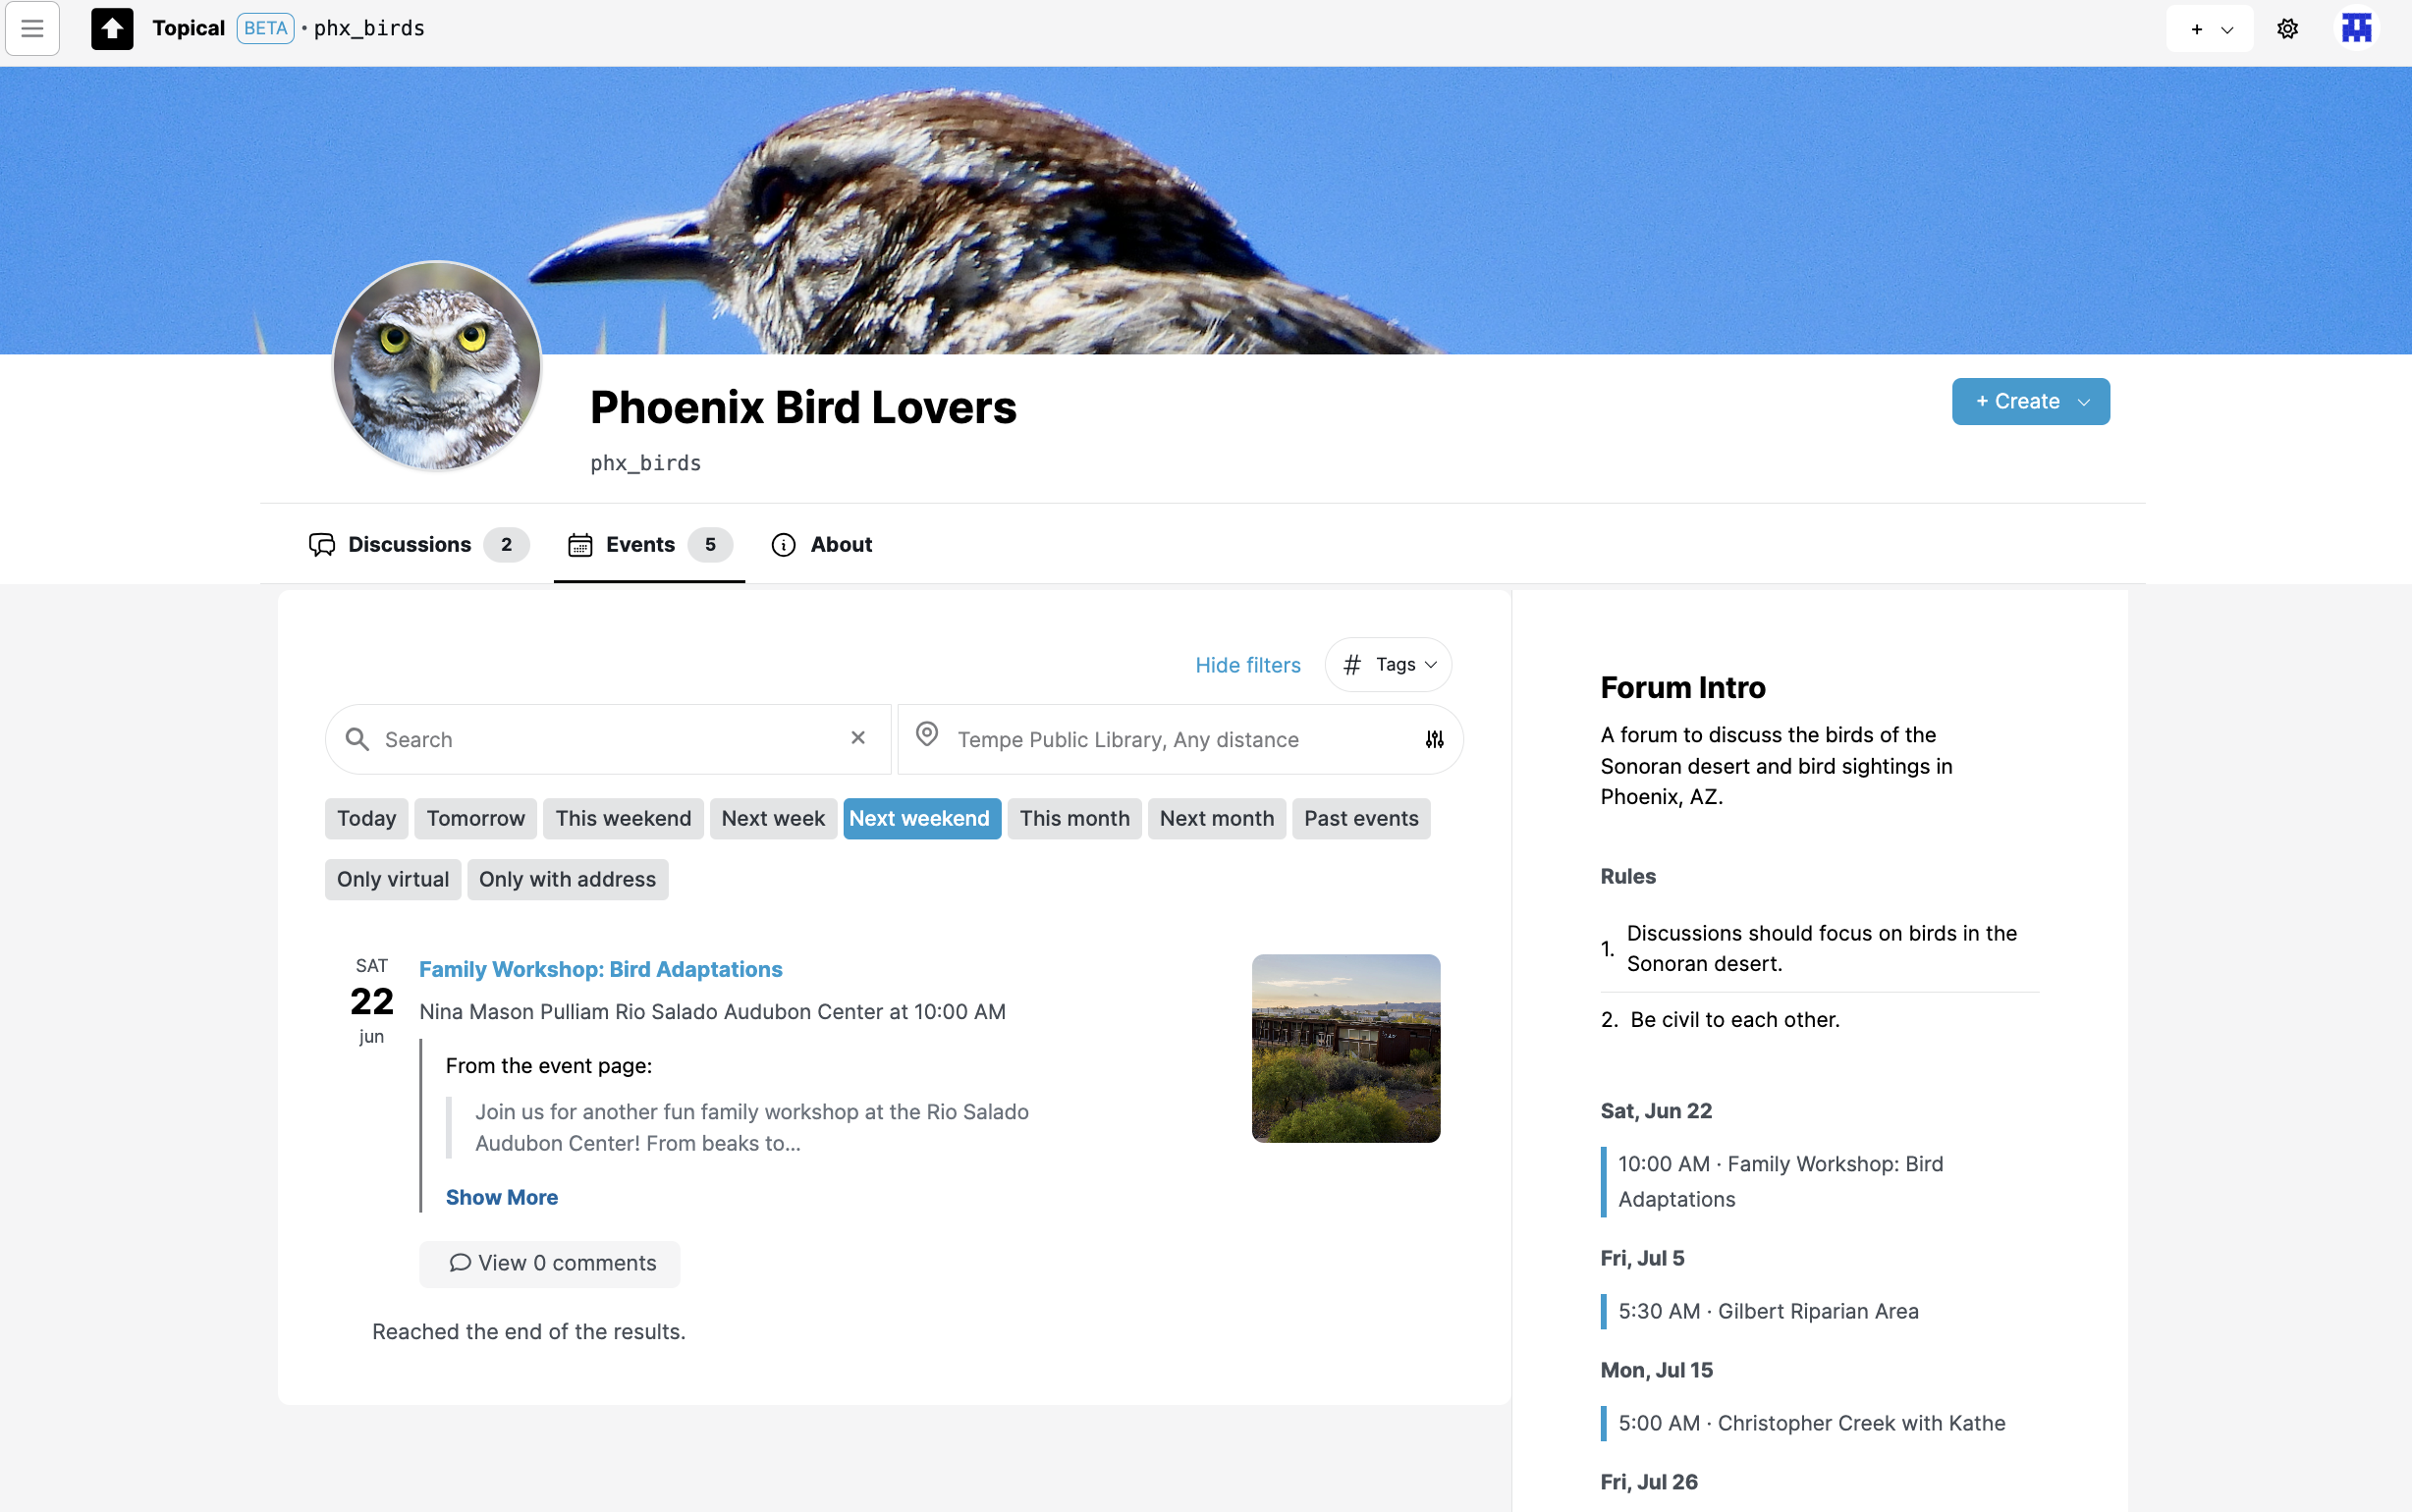 Topical BETA • phx_birds
+
Phoenix Bird Lovers
phx_birds
+ Create
Discussions 2 Events 5 About
Hide filters # Tags
Search Tempe Public Library, Any distance
Today Tomorrow This weekend Next week Next weekend This month Next month Past events
Only virtual Only with address
SAT
22
jun
Family Workshop: Bird Adaptations
Nina Mason Pulliam Rio Salado Audubon Center at 10:00 AM
From the event page:
Join us for another fun family workshop at the Rio Salado
Audubon Center! From beaks to...
Show More
View 0 comments
Reached the end of the results.
Forum Intro
A forum to discuss the birds of the
Sonoran desert and bird sightings in
Phoenix, AZ.
Rules
1. Discussions should focus on birds in the
Sonoran desert.
2. Be civil to each other.
Sat, Jun 22
10:00 AM · Family Workshop: Bird
Adaptations
Fri, Jul 5
5:30 AM · Gilbert Riparian Area
Mon, Jul 15
5:00 AM · Christopher Creek with Kathe
Fri, Jul 26